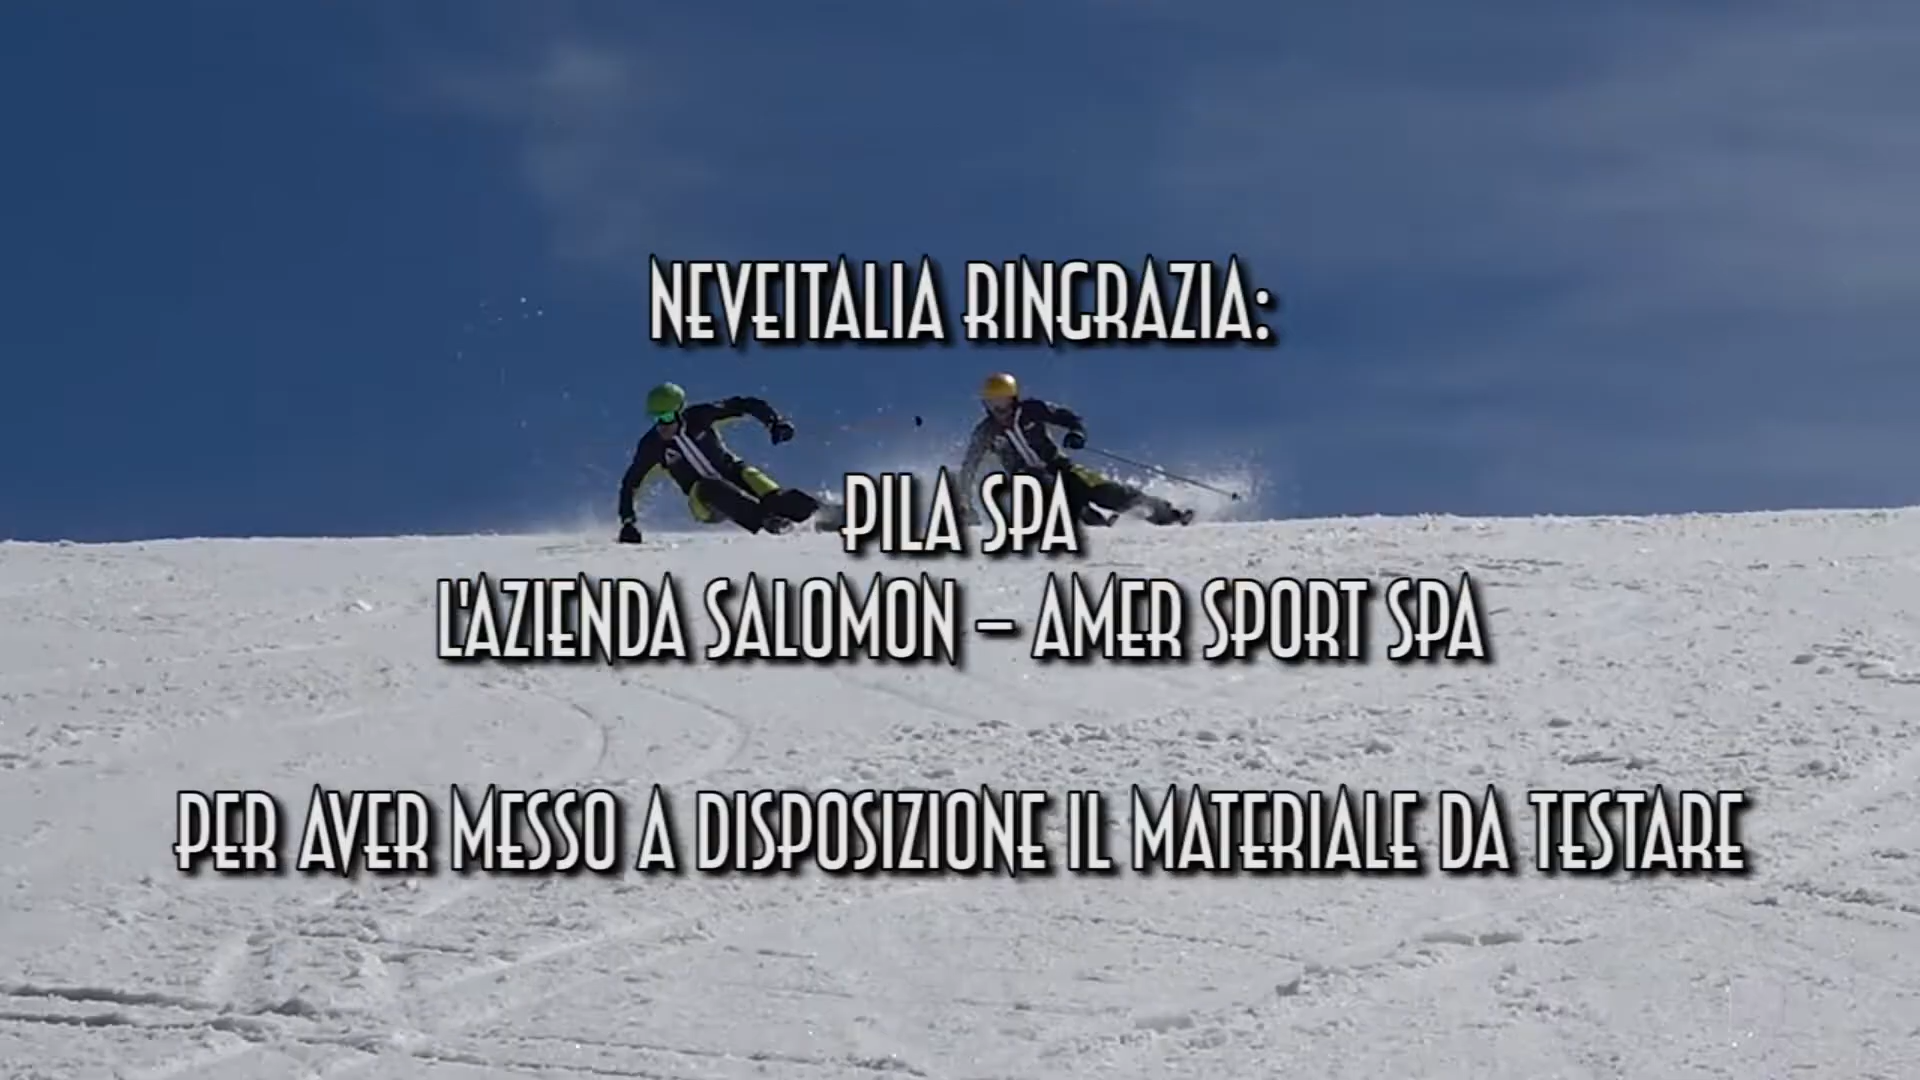 NEVEITALIA RINGRAZIA:
PILA SPA
L'AZIENDA SALOMON – AMER SPORT SPA
PER AVER MESSO A DISPOSIZIONE IL MATERIALE DA TESTARE